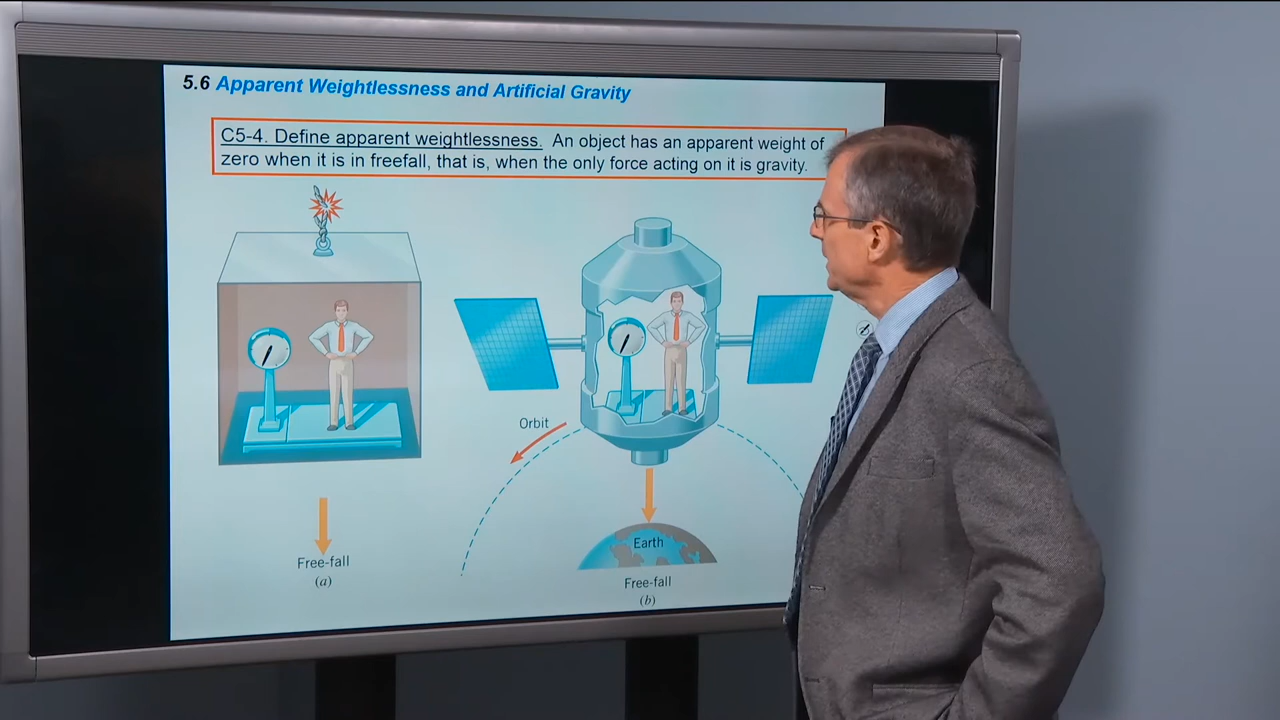 5.6 Apparent Weightlessness and Artificial Gravity
C5-4. Define apparent weightlessness. An object has an apparent weight of
zero when it is in freefall, that is, when the only force acting on it is gravity.
Orbit
Earth
Free-fall
(a)
Free-fall
(b)